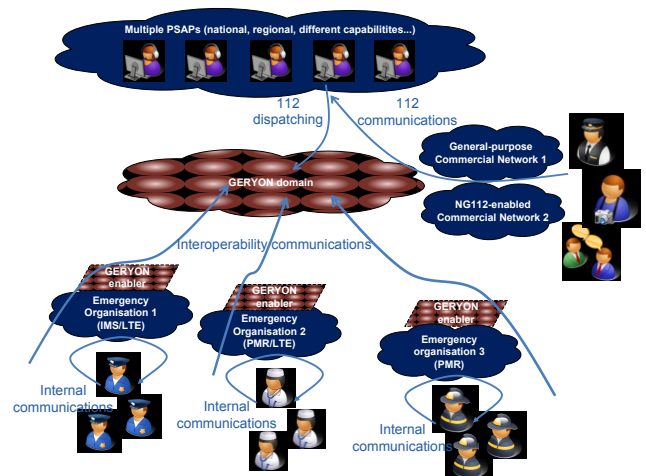 Multiple PSAPs (national, regional, different capabilitites...)
112
dispatching
112
communications
General-purpose
Commercial Network 1
GERYON domain
NG112-enabled
Commercial Network 2
Interoperability communications
GERYON
enabler
Emergency
Organisation 1
(IMS/LTE)
GERYON
enabler
Emergency
Organisation 2
(PMR/LTE)
GERYON
enabler
Emergency
organisation 3
(PMR)
Internal
communications
Internal
communications
Internal
communications